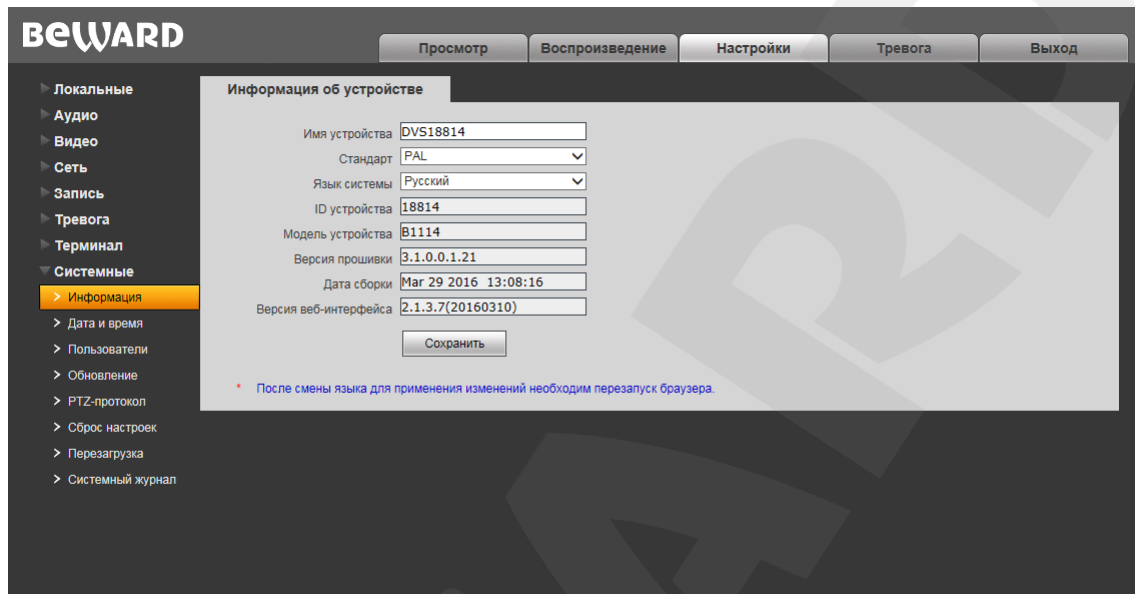 BEWARD
Просмотр Воспроизведение Настройки Тревога Выход
Локальные
Аудио
Видео
Сеть
Запись
Тревога
Терминал
Системные
Информация
Дата и время
Пользователи
Обновление
PTZ-протокол
Сброс настроек
Перезагрузка
Системный журнал
Информация об устройстве
Имя устройства DVS18814
Стандарт PAL
Язык системы Русский
ID устройства 18814
Модель устройства B1114
Версия прошивки 3.1.0.0.1.21
Дата сборки Mar 29 2016 13:08:16
Версия веб-интерфейса 2.1.3.7(20160310)
Сохранить
* После смены языка для применения изменений необходим перезапуск браузера.